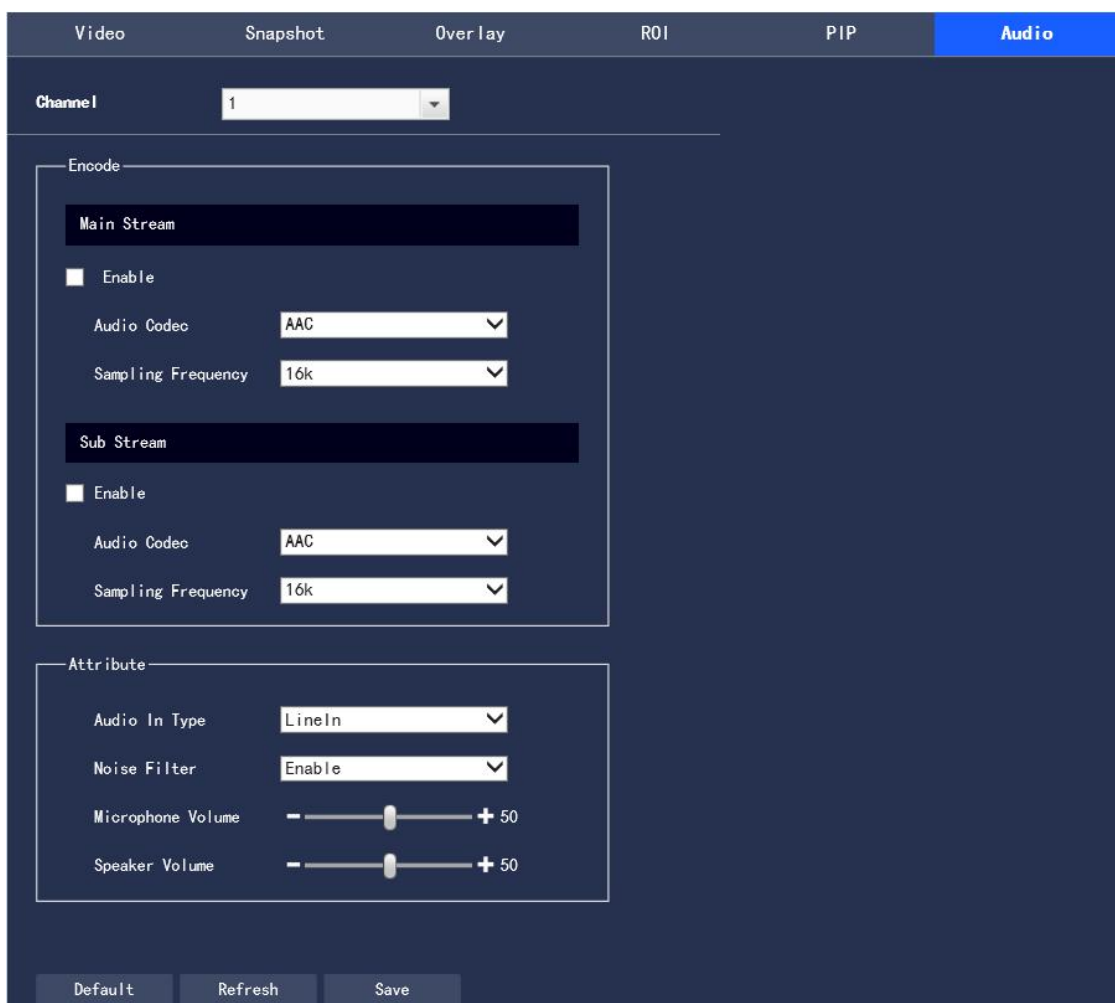 Video Snapshot Overlay ROI PIP Audio
Channel 1
Encode
Main Stream
Enable
Audio Codec AAC
Sampling Frequency 16k
Sub Stream
Enable
Audio Codec AAC
Sampling Frequency 16k
Attribute
Audio In Type LineIn
Noise Filter Enable
Microphone Volume 50
Speaker Volume 50
Default Refresh Save